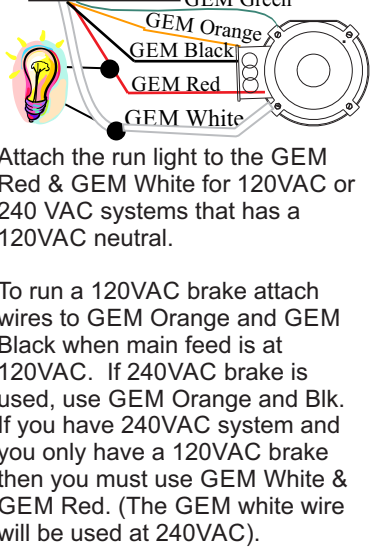 GEM Green
GEM Orange
GEM Black
GEM Red
GEM White
Attach the run light to the GEM
Red & GEM White for 120VAC or
240 VAC systems that has a
120VAC neutral.
To run a 120VAC brake attach
wires to GEM Orange and GEM
Black when main feed is at
120VAC.  If 240VAC brake is
used, use GEM Orange and Blk.
If you have 240VAC system and
you only have a 120VAC brake
then you must use GEM White &
GEM Red. (The GEM white wire
will be used at 240VAC).